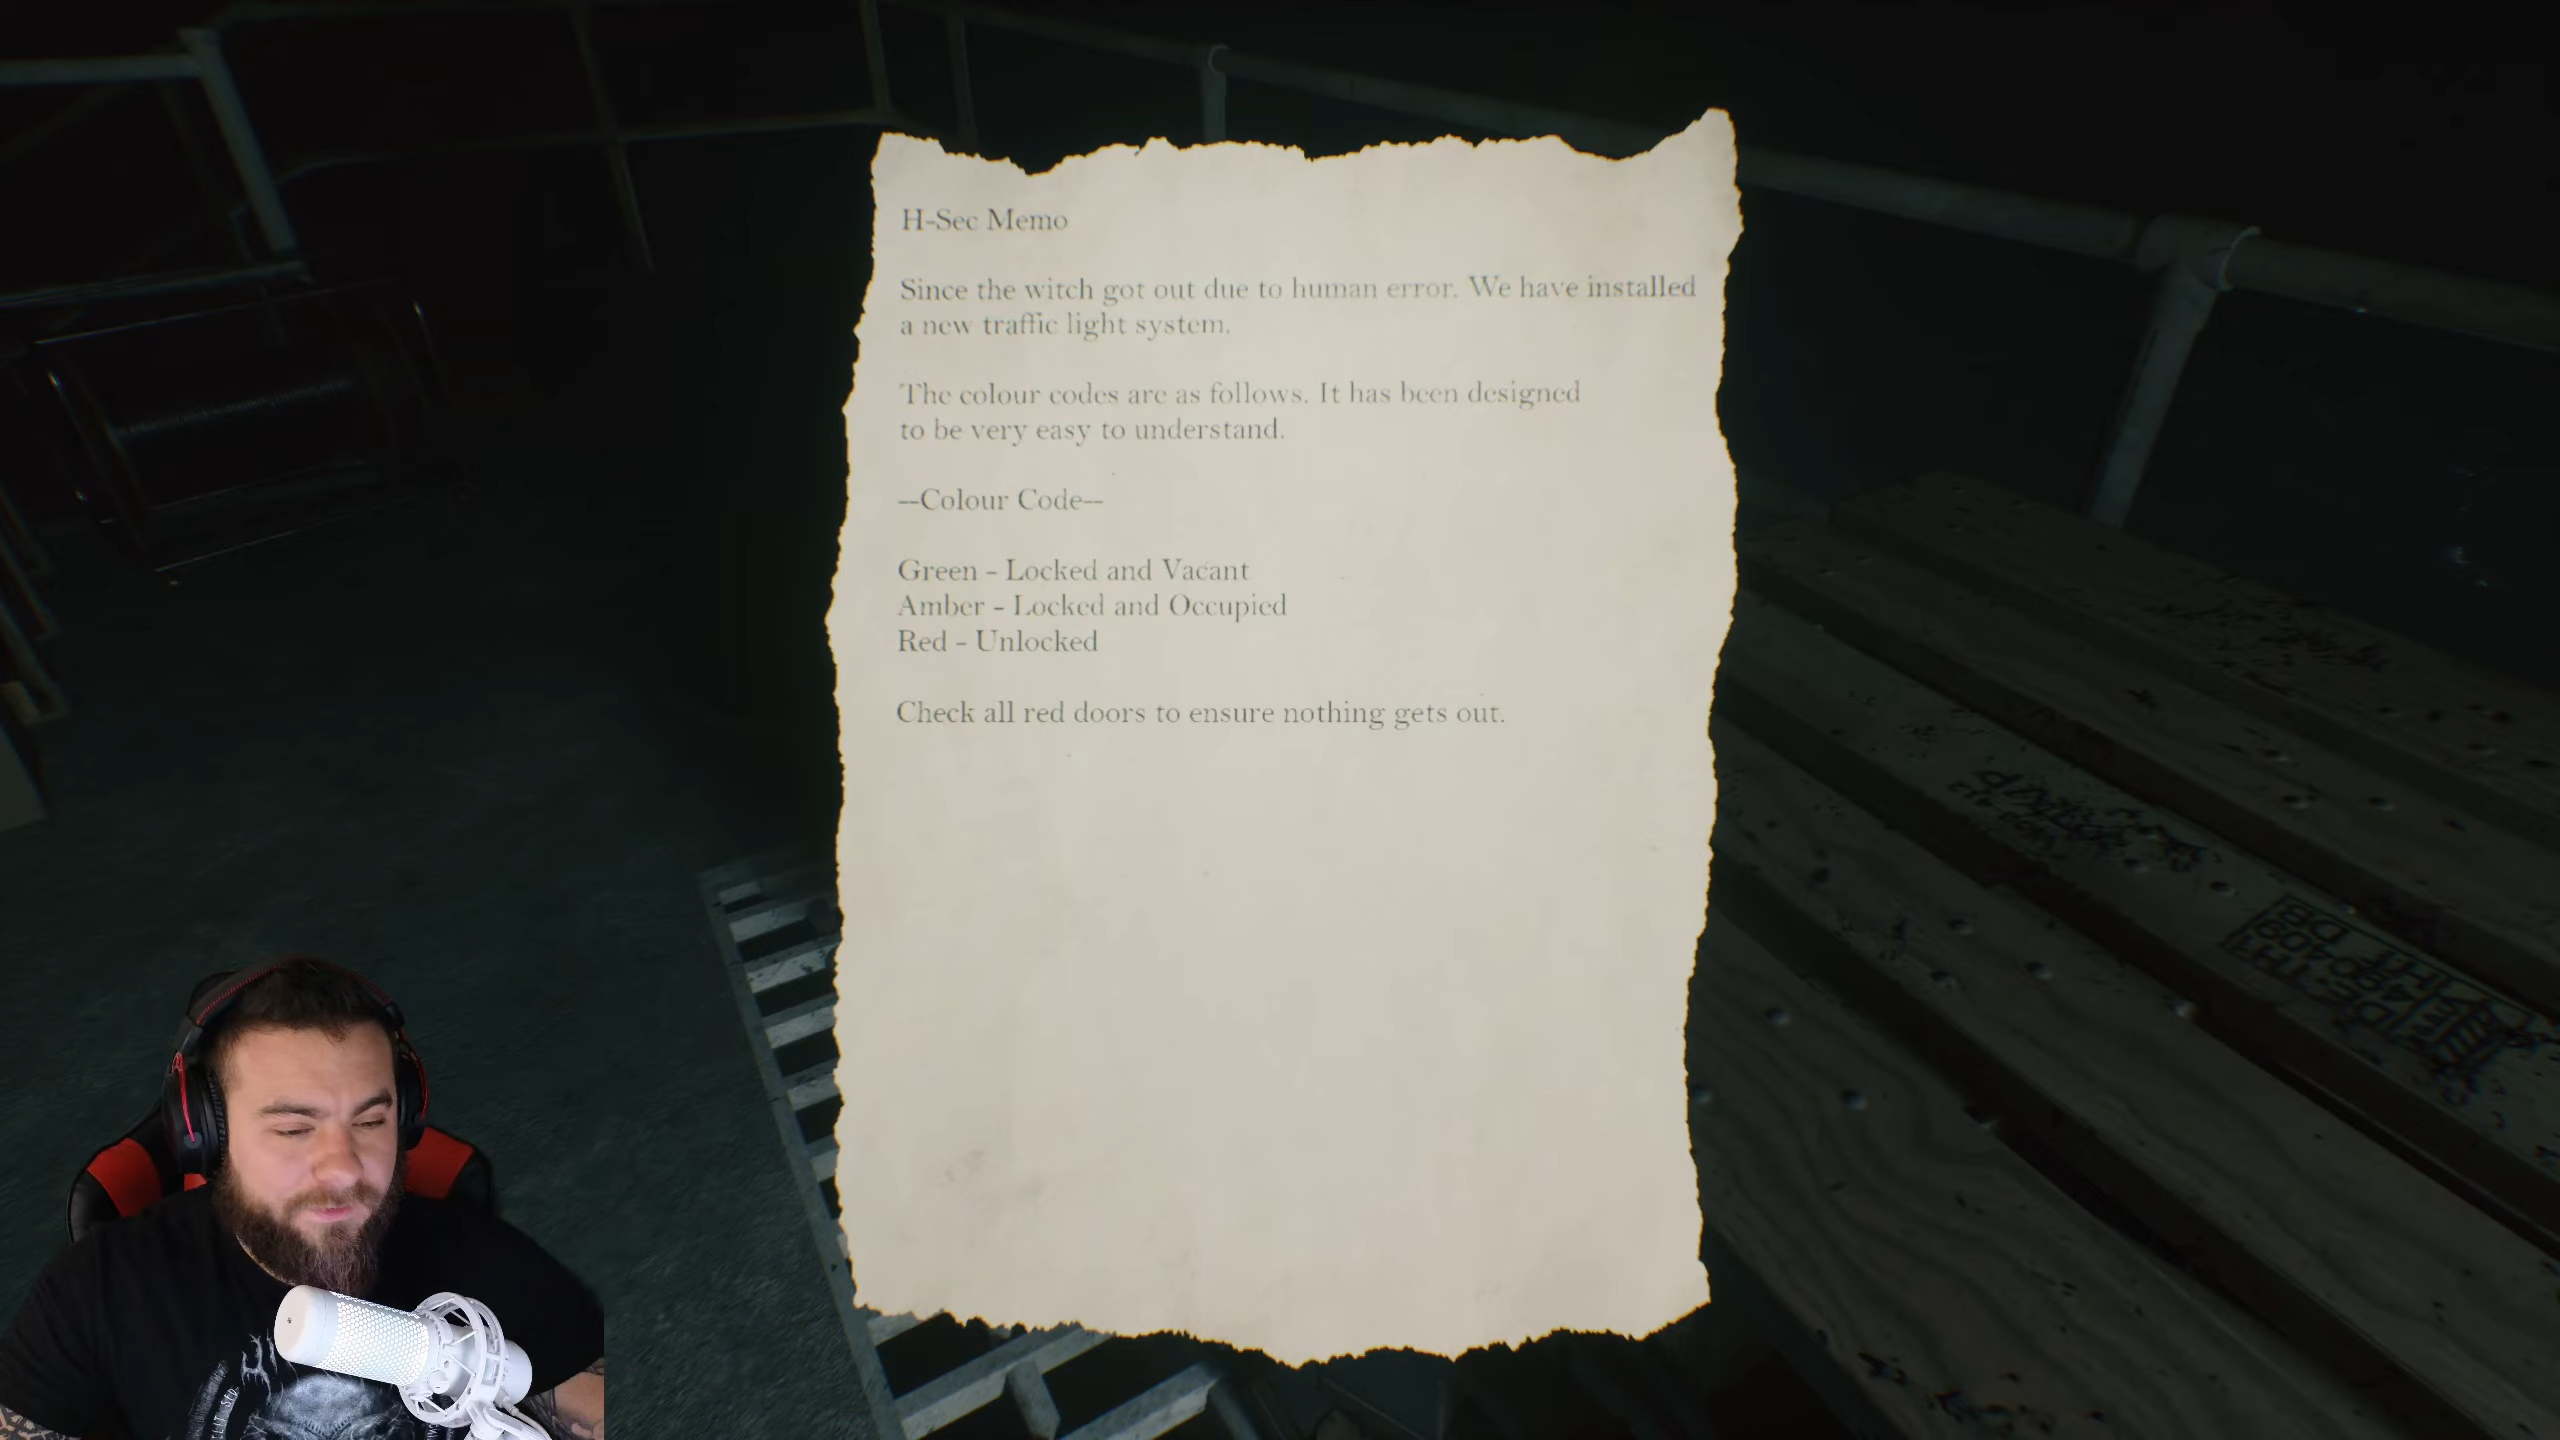 H-Sec Memo
Since the witch got out due to human error. We have installed
a new traffic light system.
The colour codes are as follows. It has been designed
to be very easy to understand.
--Colour Code--
Green - Locked and Vacant
Amber - Locked and Occupied
Red - Unlocked
Check all red doors to ensure nothing gets out.